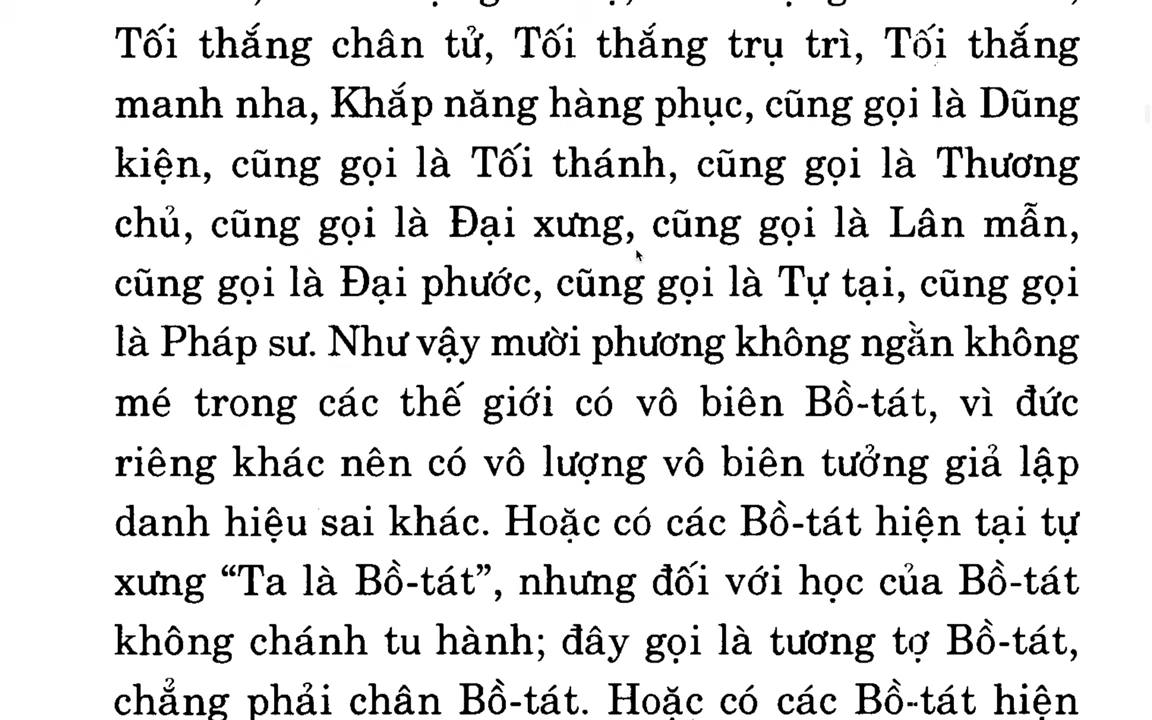 Tối thắng chân tử, Tối thắng trụ trì, Tối thắng
manh nha, Khắp năng hàng phục, cũng gọi là Dũng
kiện, cũng gọi là Tối thánh, cũng gọi là Thương
chủ, cũng gọi là Đại xưng, cũng gọi là Lân mẫn,
cũng gọi là Đại phước, cũng gọi là Tự tại, cũng gọi
là Pháp sư. Như vậy mười phương không ngằn không
mé trong các thế giới có vô biên Bồ-tát, vì đức
riêng khác nên có vô lượng vô biên tưởng giả lập
danh hiệu sai khác. Hoặc có các Bồ-tát hiện tại tự
xưng “Ta là Bồ-tát”, nhưng đối với học của Bồ-tát
không chánh tu hành; đây gọi là tương tợ Bồ-tát,
chẳng phải chân Bồ-tát. Hoặc có các Bồ-tát hiện